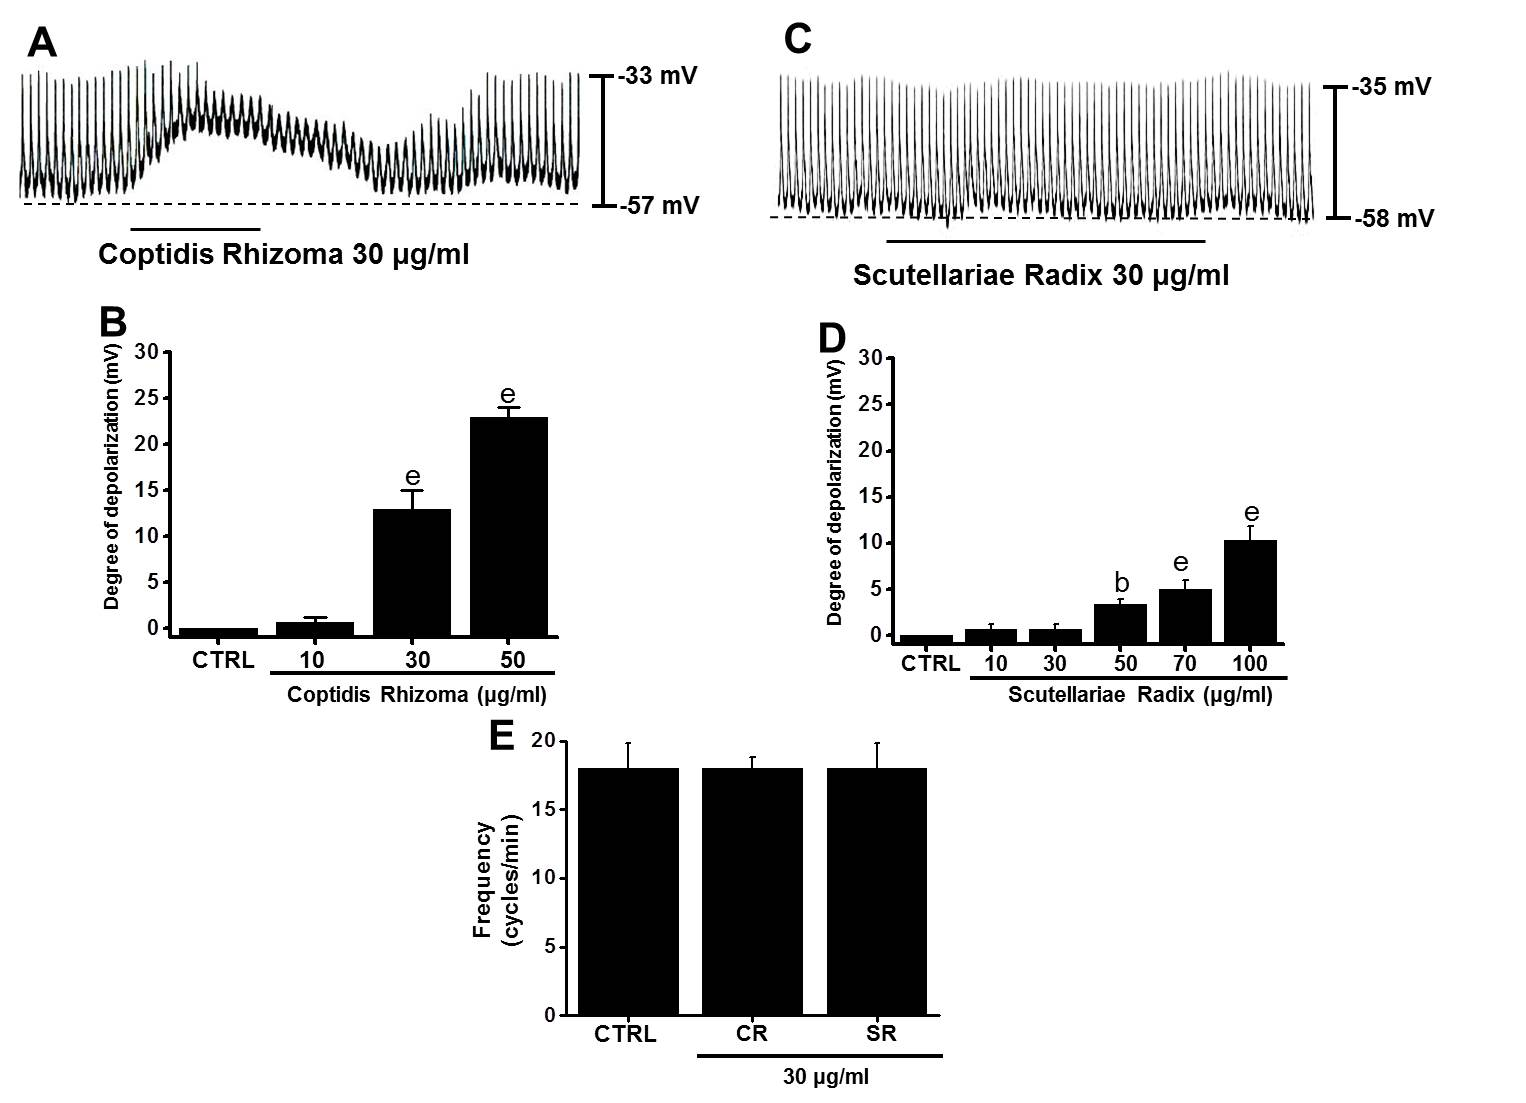 A
-33 mV
-57 mV
Coptidis Rhizoma 30 µg/ml
C
-35 mV
-58 mV
Scutellariae Radix 30 µg/ml
B
Degree of depolarization (mV)
30
25
20
15
10
5
0
e
e
CTRL 10 30 50
Coptidis Rhizoma (µg/ml)
D
Degree of depolarization (mV)
30
25
20
15
10
5
0
b
e
e
CTRL 10 30 50 70 100
Scutellariae Radix (µg/ml)
E
Frequency
(cycles/min)
20
15
10
5
0
CTRL CR SR
30 µg/ml